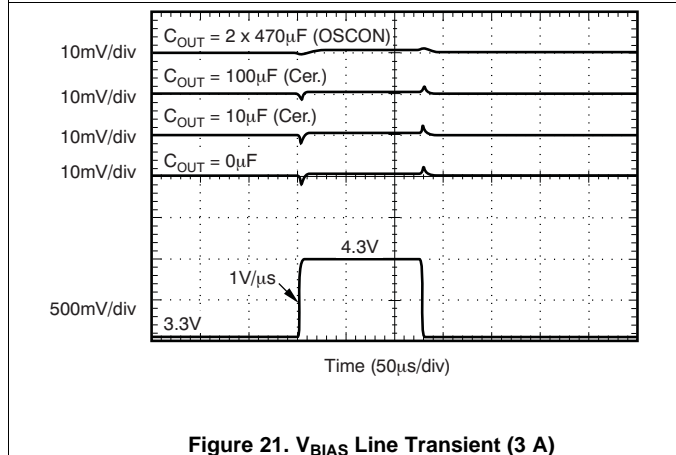 C_OUT = 2 x 470μF (OSCON)
10mV/div
C_OUT = 100μF (Cer.)
10mV/div
C_OUT = 10μF (Cer.)
10mV/div
C_OUT = 0μF
10mV/div
4.3V
1V/μs
500mV/div
3.3V
Time (50μs/div)
Figure 21. V_BIAS Line Transient (3 A)